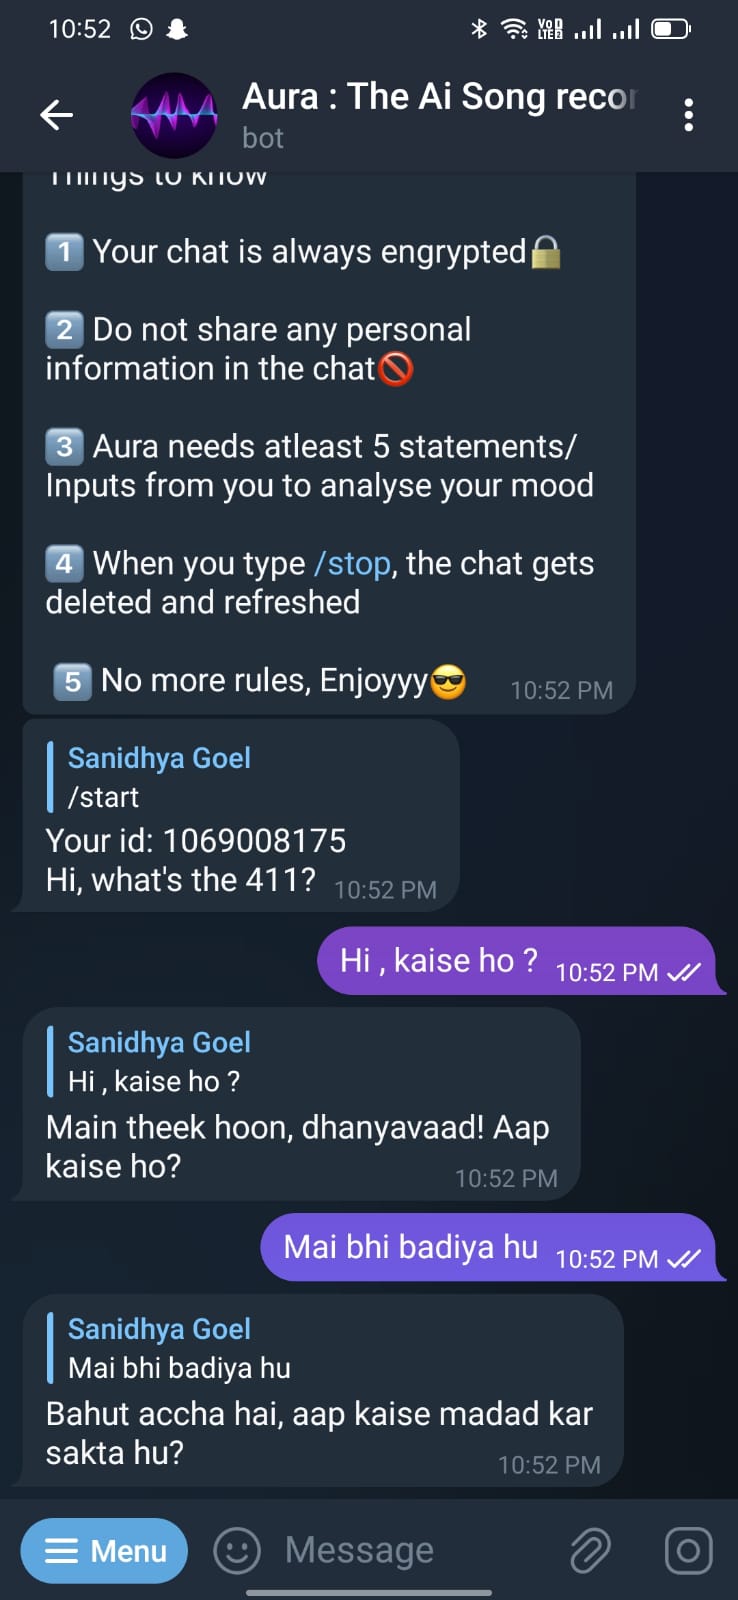 10:52
VoD
LTE2
Aura : The Ai Song recor
bot
Things to know
1 Your chat is always engrypted
2 Do not share any personal
information in the chat
3 Aura needs atleast 5 statements/
Inputs from you to analyse your mood
4 When you type /stop, the chat gets
deleted and refreshed
5 No more rules, Enjoyyy
10:52 PM
Sanidhya Goel
/start
Your id: 1069008175
Hi, what's the 411? 10:52 PM
Hi , kaise ho ? 10:52 PM
Sanidhya Goel
Hi , kaise ho ?
Main theek hoon, dhanyavaad! Aap
kaise ho?
10:52 PM
Mai bhi badiya hu 10:52 PM
Sanidhya Goel
Mai bhi badiya hu
Bahut accha hai, aap kaise madad kar
sakta hu?
10:52 PM
Menu
Message